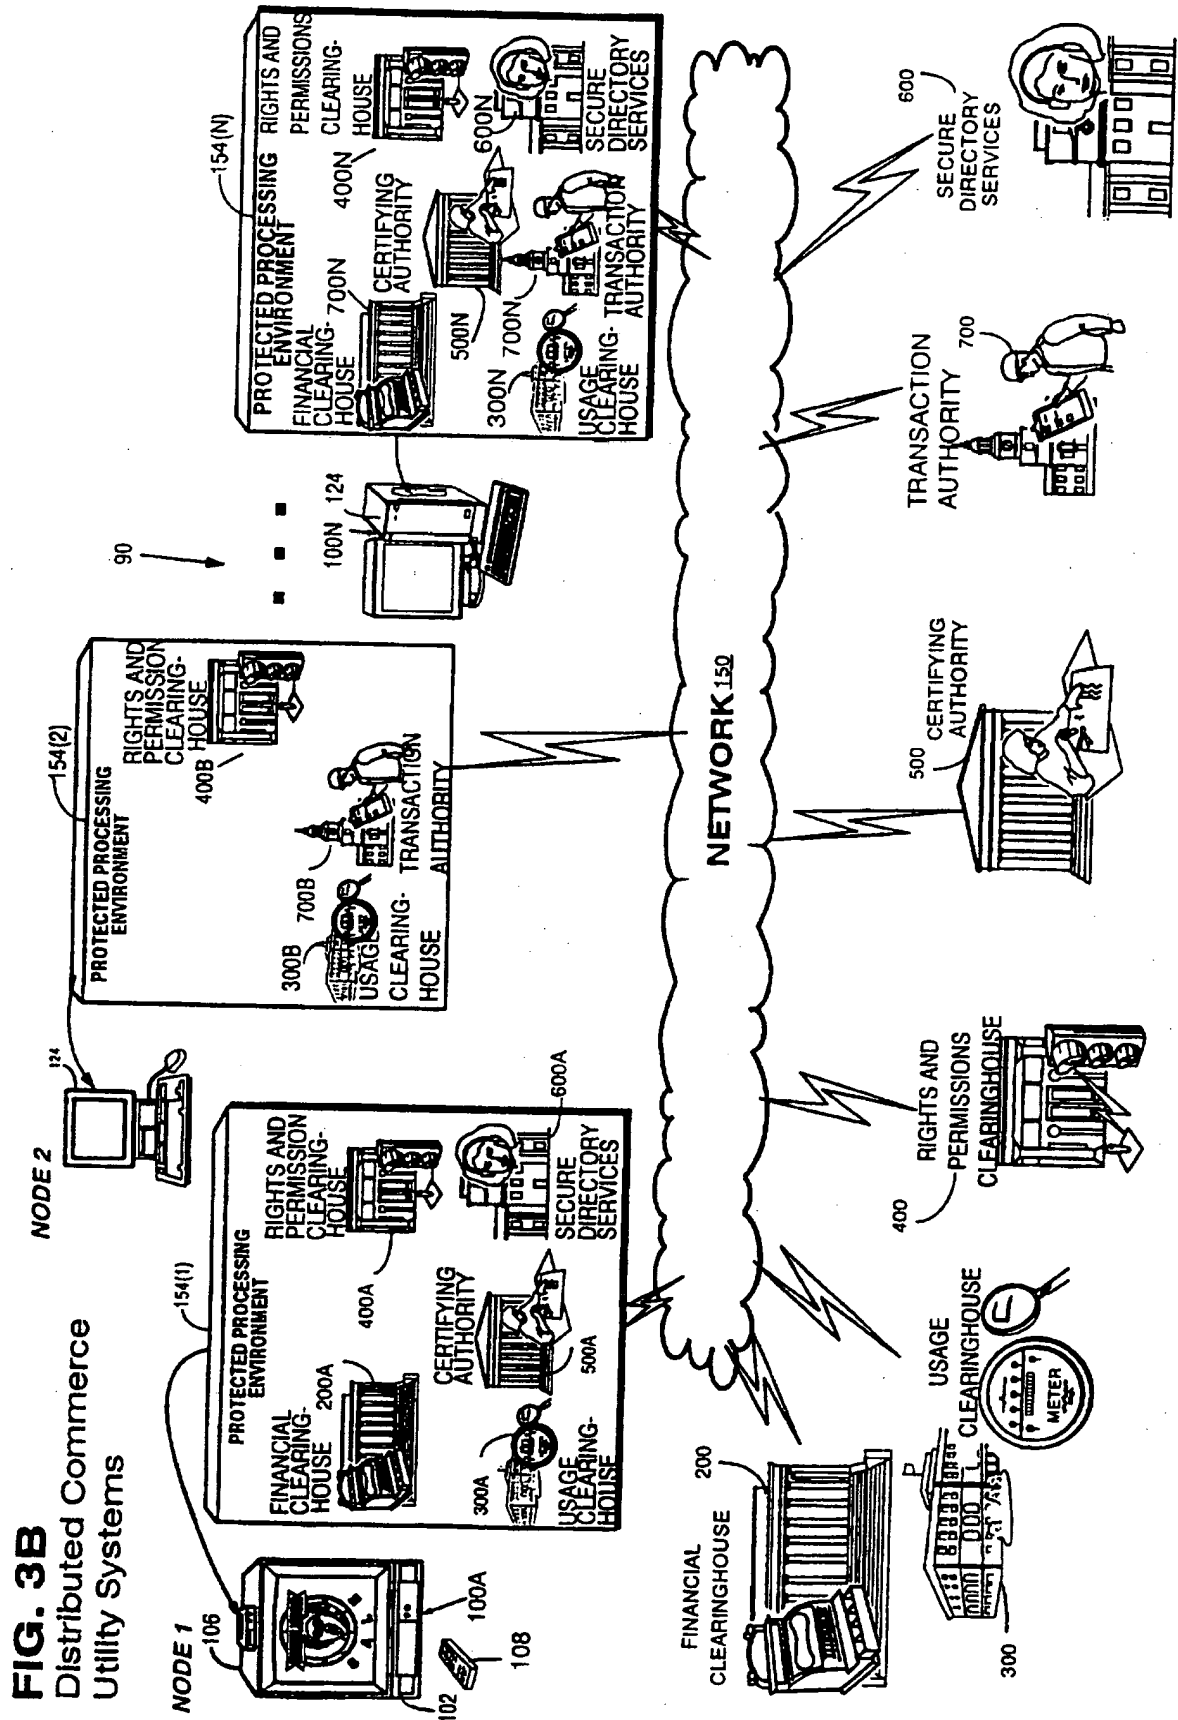 FIG. 3B
Distributed Commerce
Utility Systems
NODE 1
106
102
100A
108
154(1)
PROTECTED PROCESSING
ENVIRONMENT
FINANCIAL
CLEARING-
HOUSE
200A
RIGHTS AND
PERMISSION
CLEARING-
HOUSE
400A
CERTIFYING
AUTHORITY
500A
300A
USAGE
CLEARING-
HOUSE
SECURE
DIRECTORY
SERVICES
600A
NODE 2
124
154(2)
PROTECTED PROCESSING
ENVIRONMENT
RIGHTS AND
PERMISSION
CLEARING-
HOUSE
400B
300B
USAGE
CLEARING-
HOUSE
700B
TRANSACTION
AUTHORITY
90
100N
124
154(N)
PROTECTED PROCESSING
ENVIRONMENT
FINANCIAL
CLEARING-
HOUSE
700N
RIGHTS AND
PERMISSIONS
CLEARING-
HOUSE
400N
CERTIFYING
AUTHORITY
500N
600N
SECURE
DIRECTORY
SERVICES
300N
USAGE
CLEARING-
HOUSE
700N
TRANSACTION
AUTHORITY
NETWORK 150
FINANCIAL
CLEARINGHOUSE
200
USAGE
CLEARINGHOUSE
METER
300
RIGHTS AND
PERMISSIONS
CLEARINGHOUSE
400
500
CERTIFYING
AUTHORITY
TRANSACTION
AUTHORITY
700
SECURE
DIRECTORY
SERVICES
600